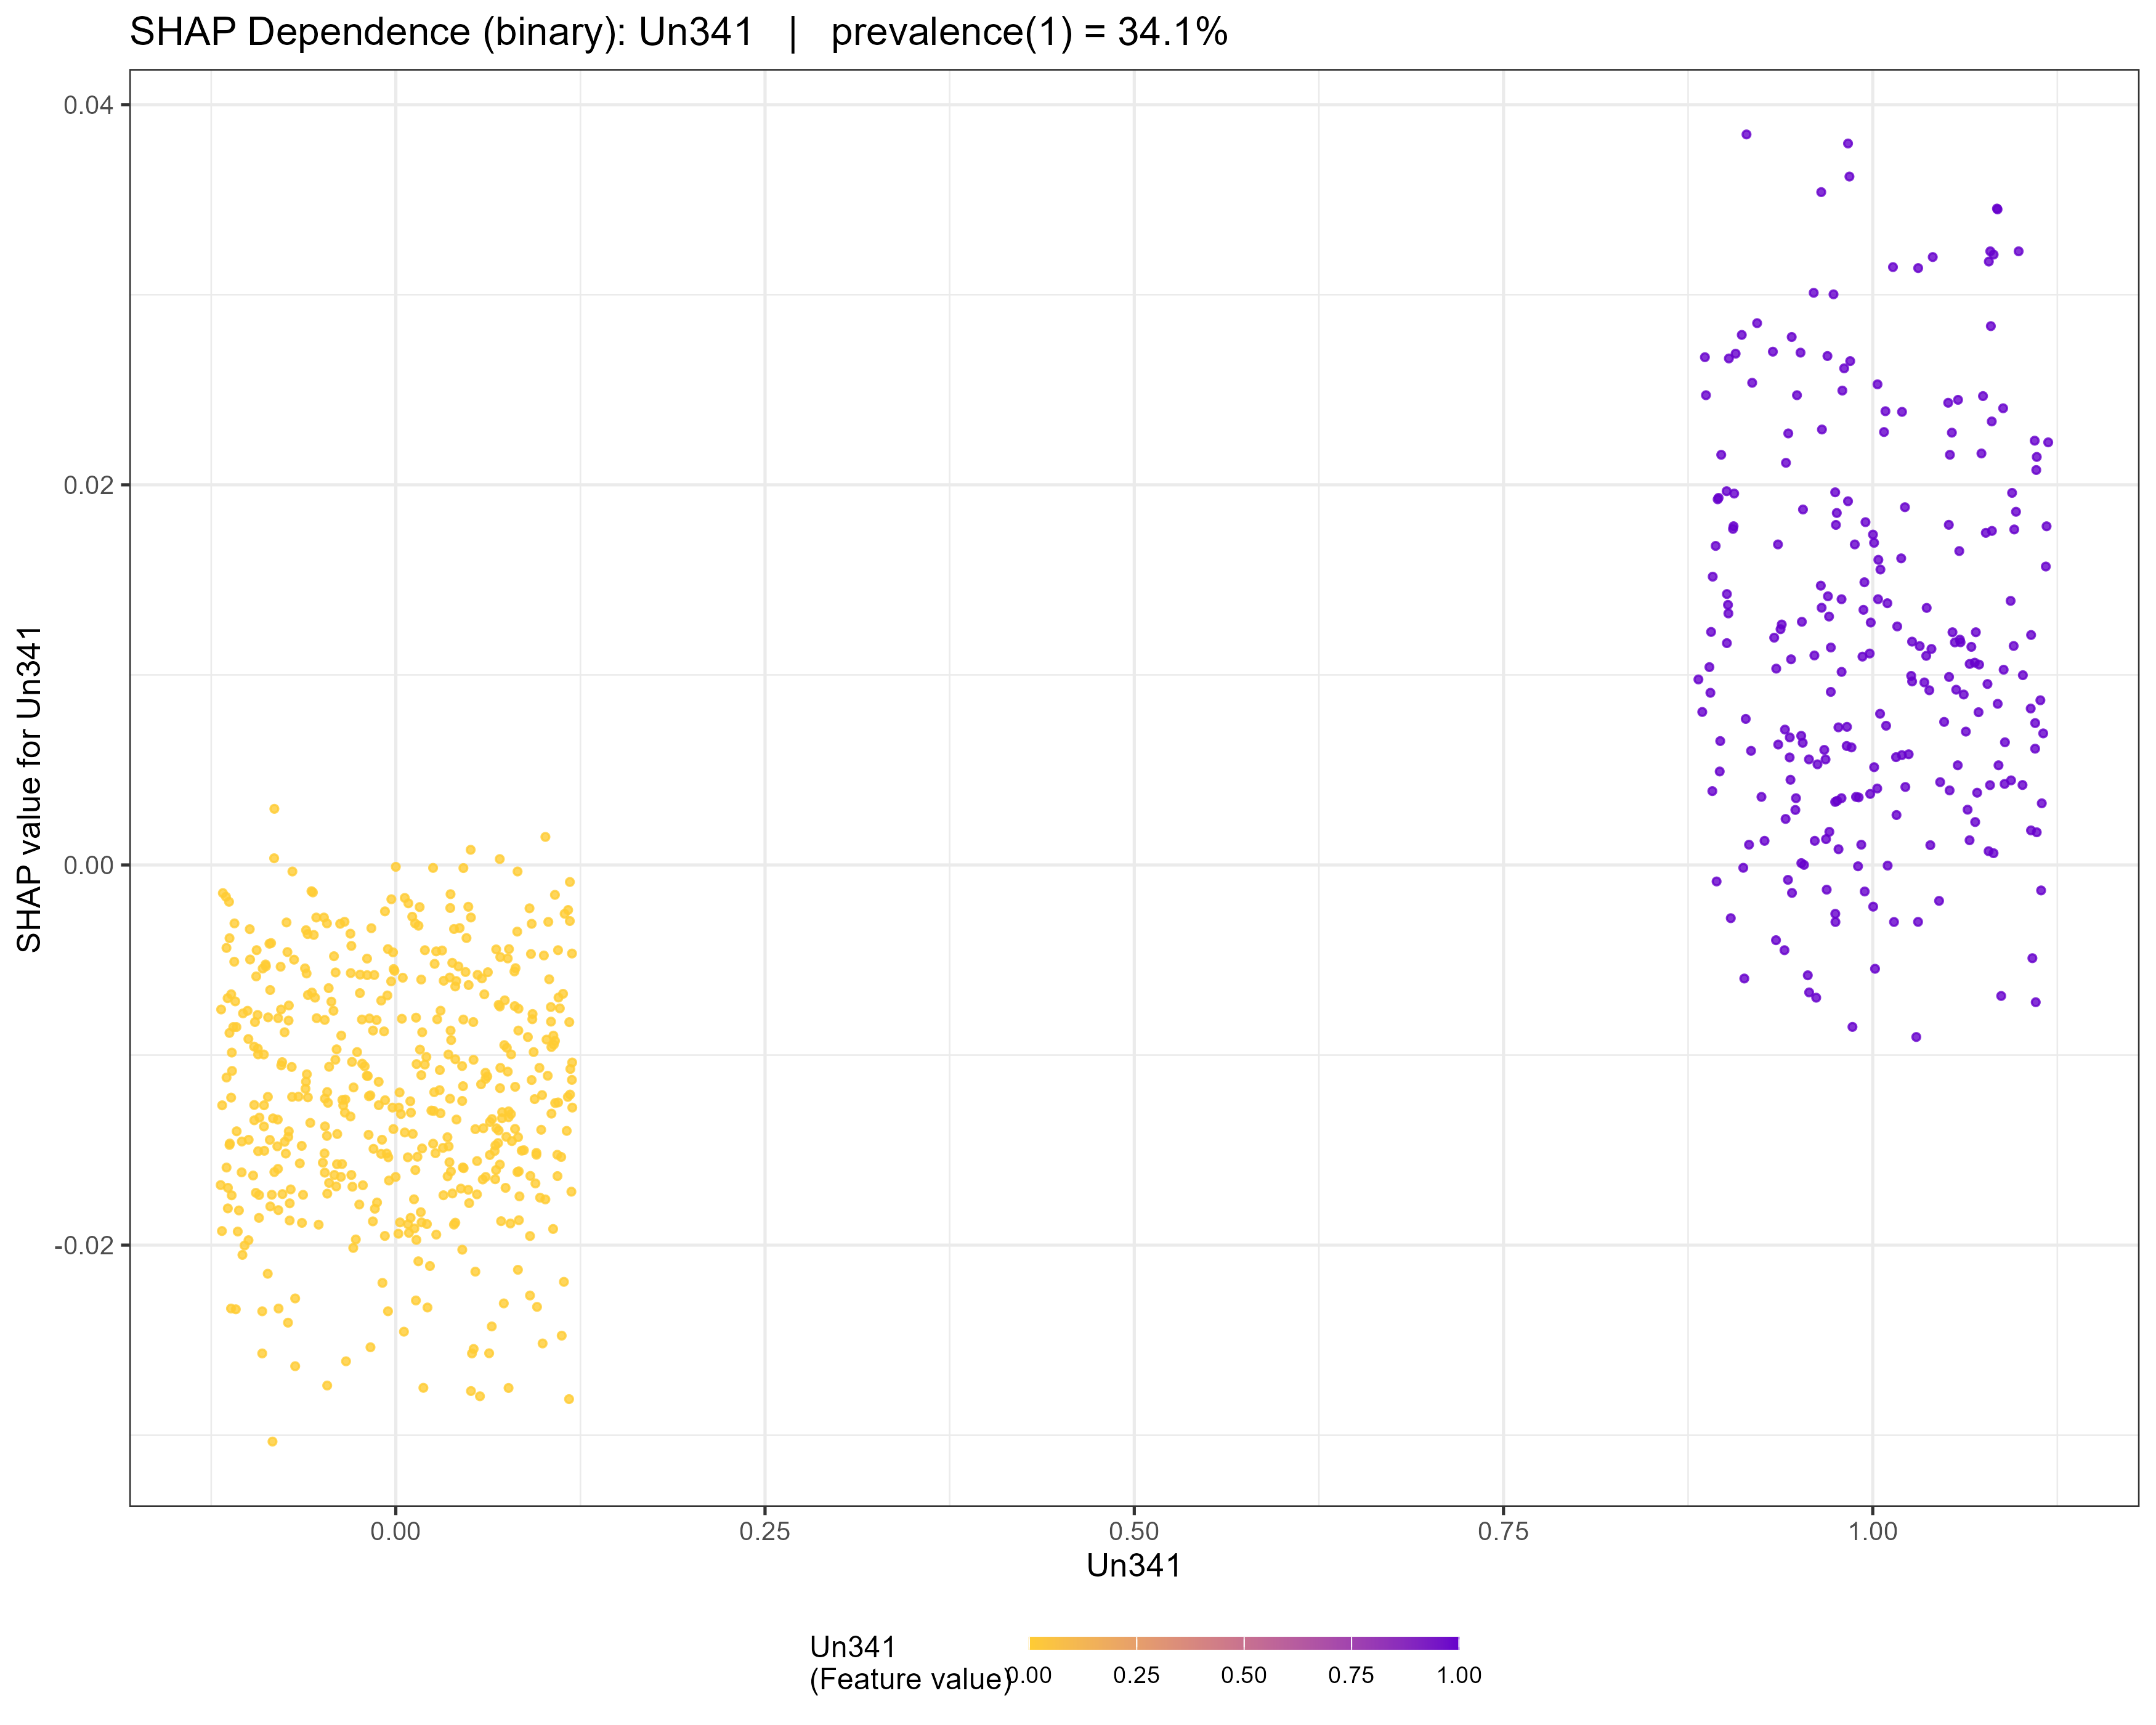 SHAP Dependence (binary): Un341 | prevalence(1) = 34.1%
SHAP value for Un341
0.04
0.02
0.00
-0.02
0.00 0.25 0.50 0.75 1.00
Un341
Un341
(Feature value)
0.00 0.25 0.50 0.75 1.00